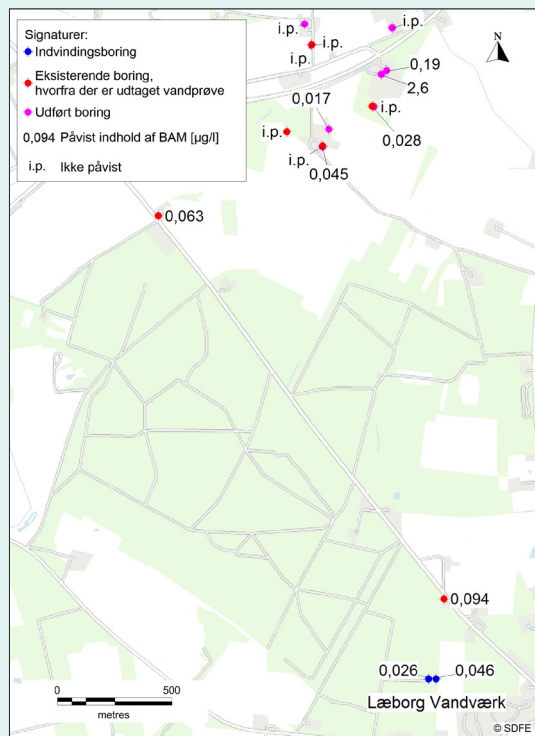 Signaturer:
Indvindingsboring
Eksisterende boring,
hvorfra der er udtaget vandprøve
Udført boring
0,094 Påvist indhold af BAM [µg/l]
i.p. Ikke påvist
i.p.
i.p.
i.p.
N
0,19
2,6
0,017
i.p.
i.p.
0,028
i.p.
0,045
0,063
0,094
0,026
0,046
Læborg Vandværk
0
500
metres
© SDFE